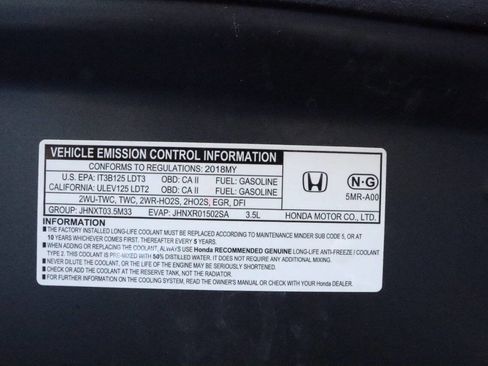 VEHICLE EMISSION CONTROL INFORMATION
CONFORMS TO REGULATIONS: 2018MY
U.S. EPA: IT3B125 LDT3 OBD: CA II FUEL: GASOLINE
CALIFORNIA: ULEV125 LDT2 OBD: CA II FUEL: GASOLINE
2WU-TWC, TWC, 2WR-HO2S, 2HO2S, EGR, DFI
GROUP: JHNXT03.5M33 EVAP: JHNXR01502SA 3.5L
N-G
5MR-A00
HONDA MOTOR CO., LTD.
INFORMATION
■ THE FACTORY INSTALLED LONG-LIFE COOLANT MUST BE REPLACED ACCORDING TO MAINTENANCE MINDER SUB CODE 5, OR AT
10 YEARS WHICHEVER COMES FIRST, THEREAFTER EVERY 5 YEARS.
■ WHEN ADDING OR REPLACING THE COOLANT, ALWAYS USE Honda RECOMMENDED GENUINE LONG-LIFE ANTI-FREEZE / COOLANT
TYPE 2. THIS COOLANT IS PRE-MIXED WITH 50% DISTILLED WATER. IT DOES NOT REQUIRE ANY ADDITIONAL MIXING.
■ NEVER DILUTE THE COOLANT, OR THE ENGINE MAY BE SERIOUSLY SHORTENED.
■ CHECK AND ADD THE COOLANT AT THE RESERVE TANK, NOT THE RADIATOR.
■ FOR FURTHER INFORMATION ON THE COOLING SYSTEM, READ THE OWNER'S MANUAL OR CHECK WITH YOUR Honda DEALER.